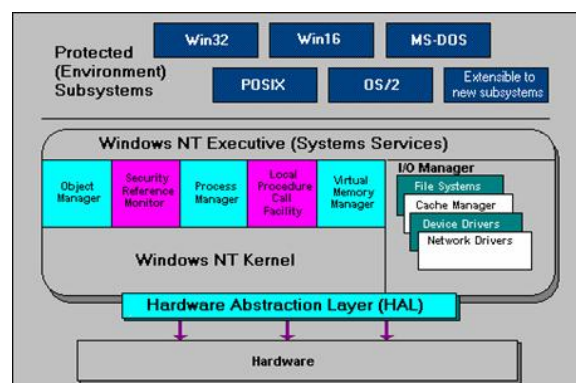 Protected
(Environment)
Subsystems
Win32
Win16
MS-DOS
POSIX
OS/2
Extensible to
new subsystems
Windows NT Executive (Systems Services)
Object
Manager
Security
Reference
Monitor
Process
Manager
Local
Procedure
Call
Facility
Virtual
Memory
Manager
I/O Manager
File Systems
Cache Manager
Device Drivers
Network Drivers
Windows NT Kernel
Hardware Abstraction Layer (HAL)
Hardware